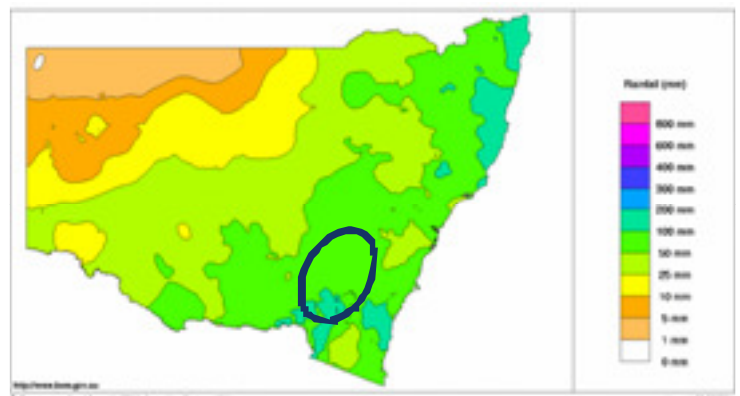 Rainfall (mm)
800 mm
600 mm
400 mm
300 mm
200 mm
100 mm
50 mm
25 mm
10 mm
5 mm
1 mm
0 mm
http://www.bom.gov.au